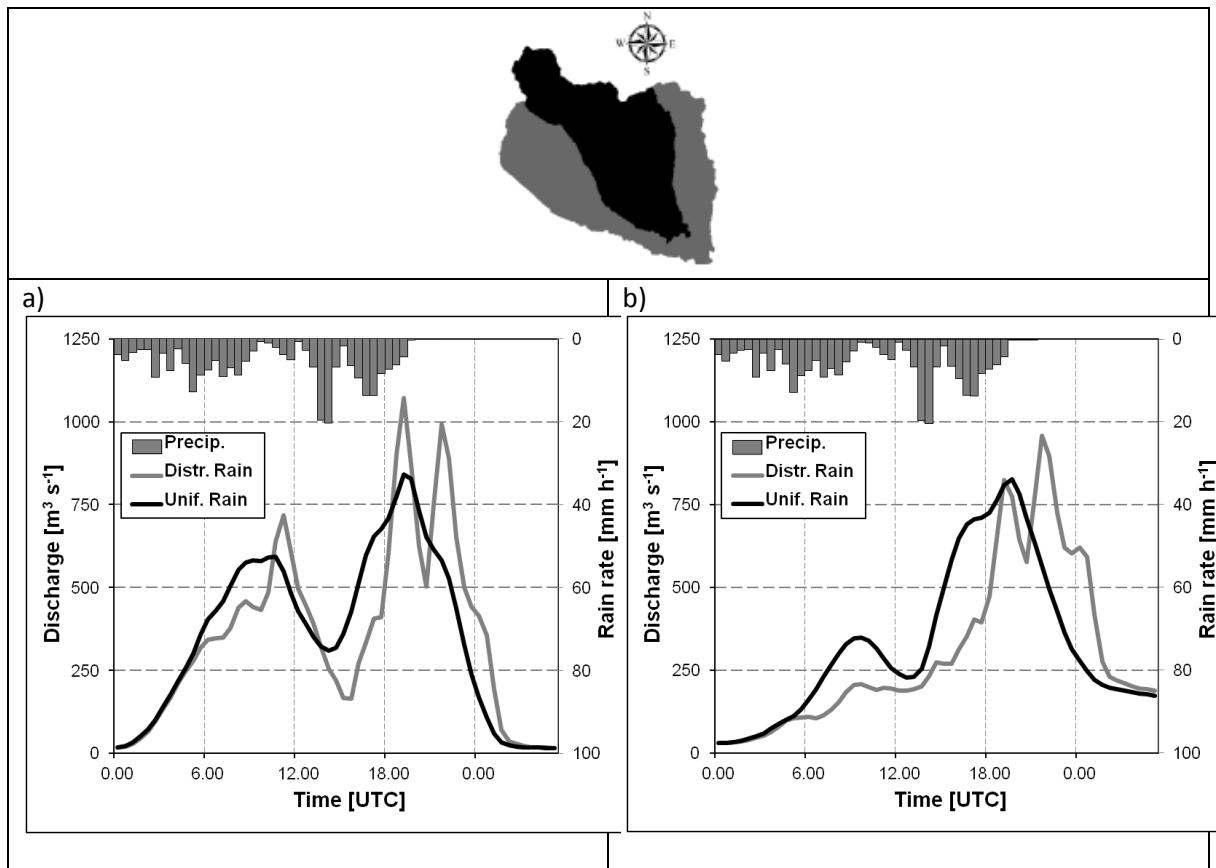 N
W E
S
a)
1250
1000
750
500
250
0
Discharge [m³ s⁻¹]
0
20
40
60
80
100
Rain rate [mm h⁻¹]
Precip.
Distr. Rain
Unif. Rain
0.00 6.00 12.00 18.00 0.00
Time [UTC]
b)
1250
1000
750
500
250
0
Discharge [m³ s⁻¹]
0
20
40
60
80
100
Rain rate [mm h⁻¹]
Precip.
Distr. Rain
Unif. Rain
0.00 6.00 12.00 18.00 0.00
Time [UTC]